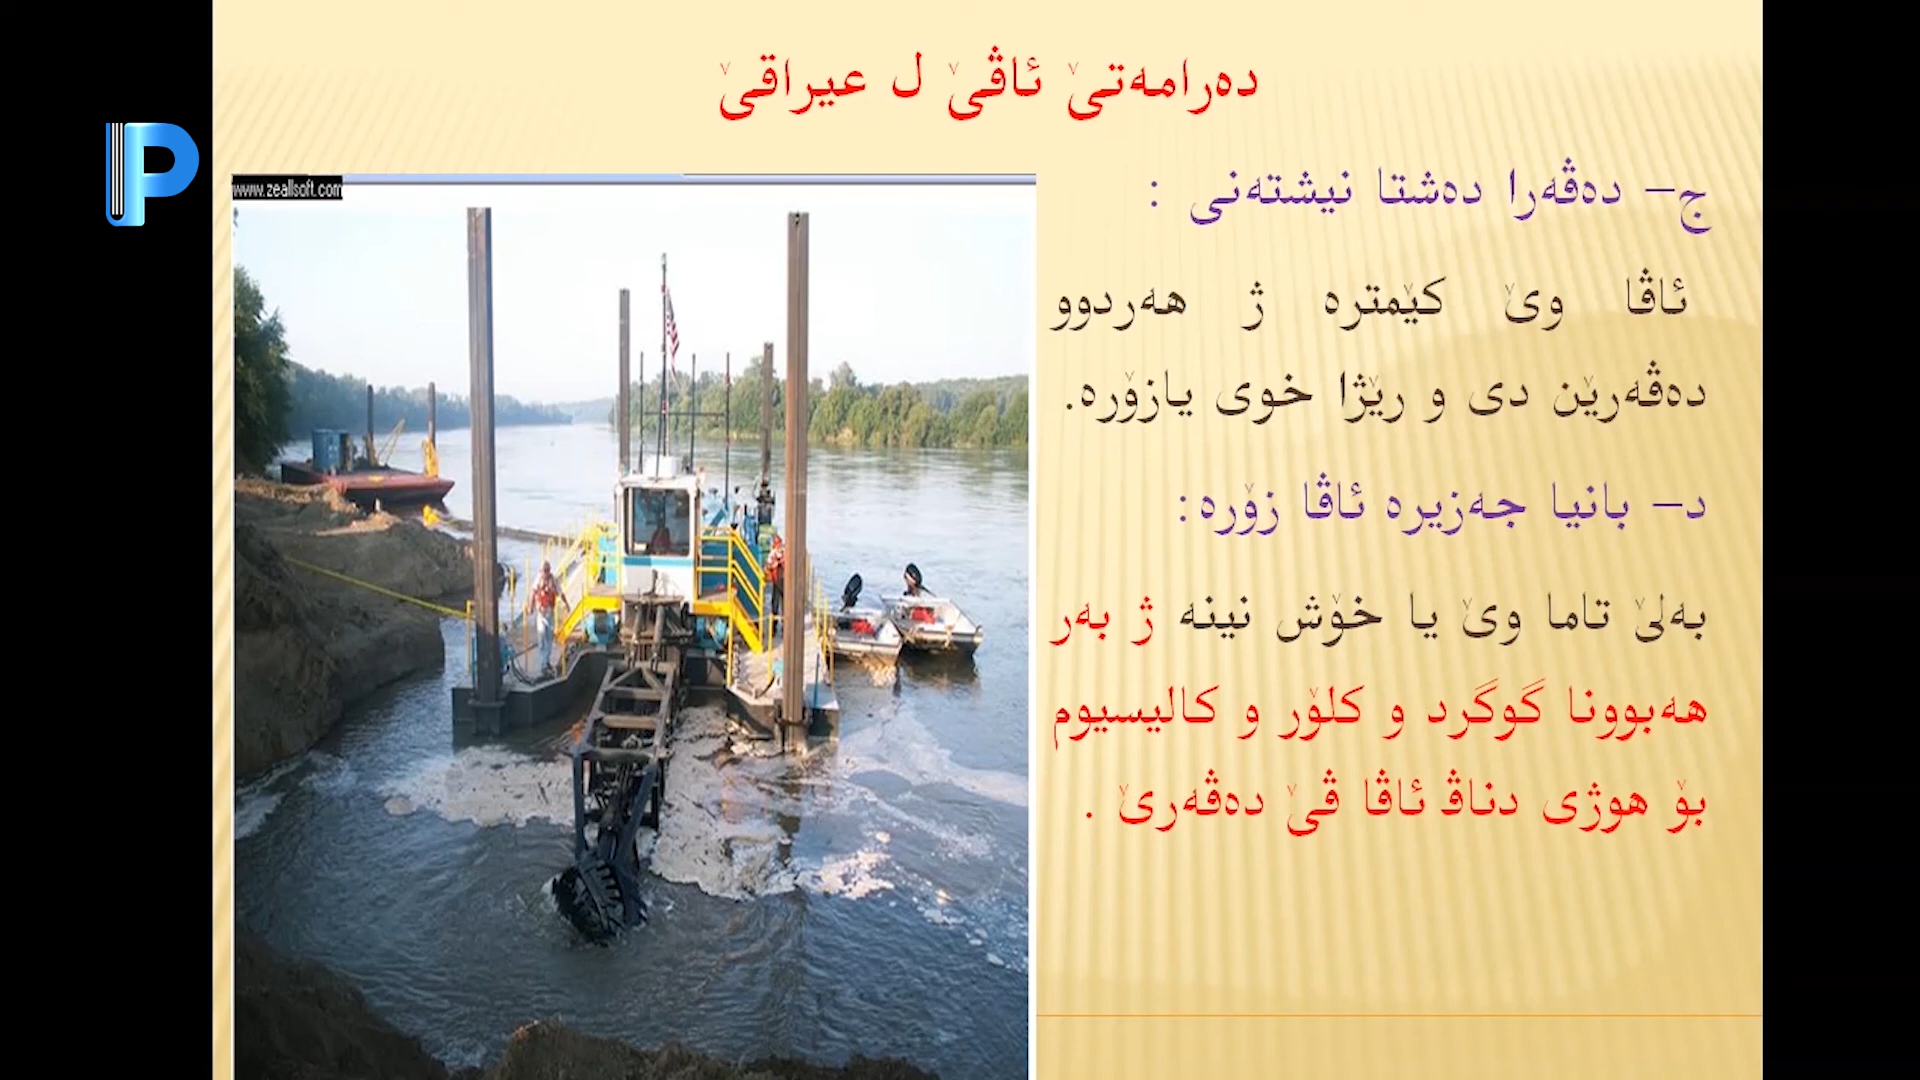 دەرامەتێ ئاڤێ ل عیراقێ
www.zeallsoft.com
ج– دەڤەرا دەشتا نیشتەنی :
ئاڤا وێ کێمترە ژ هەردوو
دەڤەرێن دی و رێژا خوی یازۆرە.
د– بانیا جەزیرە ئاڤا زۆرە:
بەلێ تاما وێ یا خۆش نینە ژ بەر
هەبوونا گوگرد و کلۆر و کالیسیوم
بۆ هوژی دناڤ ئاڤا ڤێ دەڤەرێ .